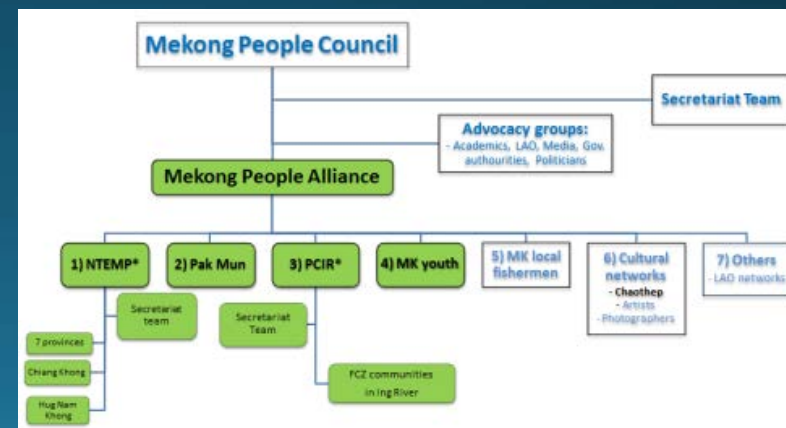 Mekong People Council
Secretariat Team
Advocacy groups:
- Academics, LAO, Media, Gov.
authourities, Politicians
Mekong People Alliance
1) NTEMP*
2) Pak Mun
3) PCIR*
4) MK youth
5) MK local
fishermen
6) Cultural
networks
- Chaothep
- Artists
- Photographers
7) Others
- LAO networks
Secretariat
team
7 provinces
Chiang Khong
Hug Nam
Khong
Secretariat
Team
FCZ communities
in Ing River